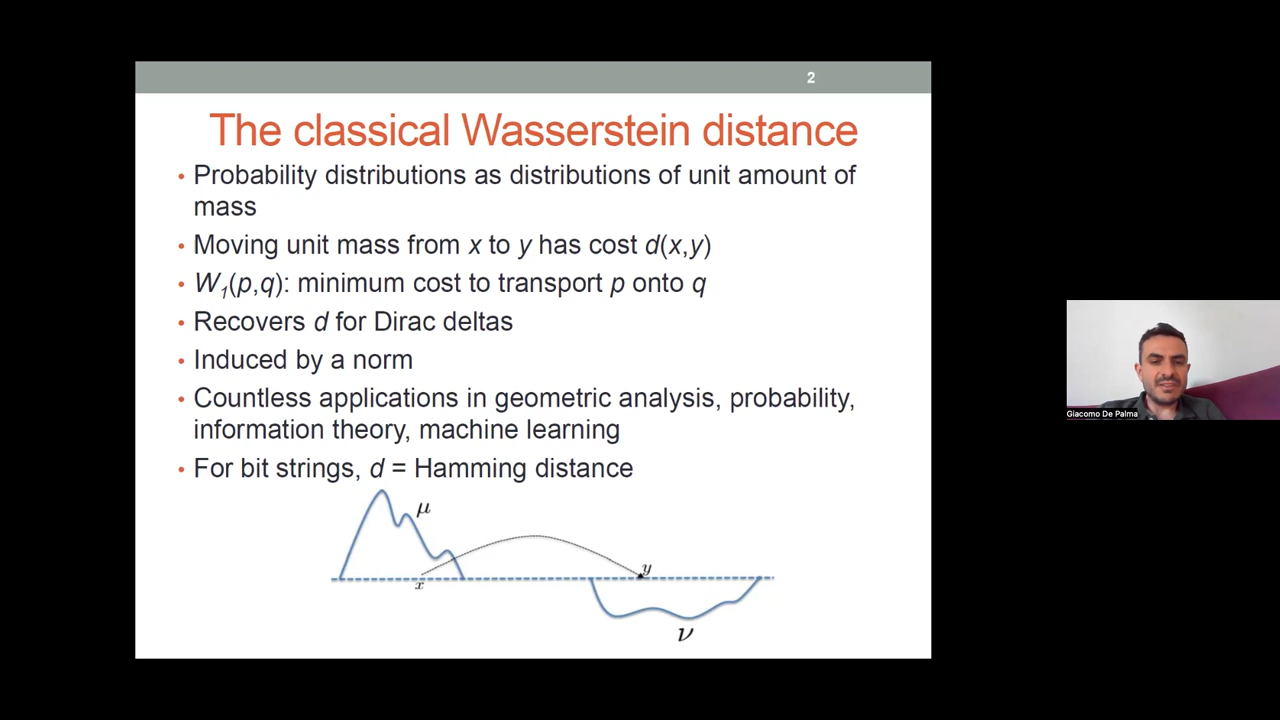 2
The classical Wasserstein distance
• Probability distributions as distributions of unit amount of
mass
• Moving unit mass from x to y has cost d(x,y)
• W₁(p,q): minimum cost to transport p onto q
• Recovers d for Dirac deltas
• Induced by a norm
• Countless applications in geometric analysis, probability,
information theory, machine learning
• For bit strings, d = Hamming distance
μ
y
x
ν
Giacomo De Palma